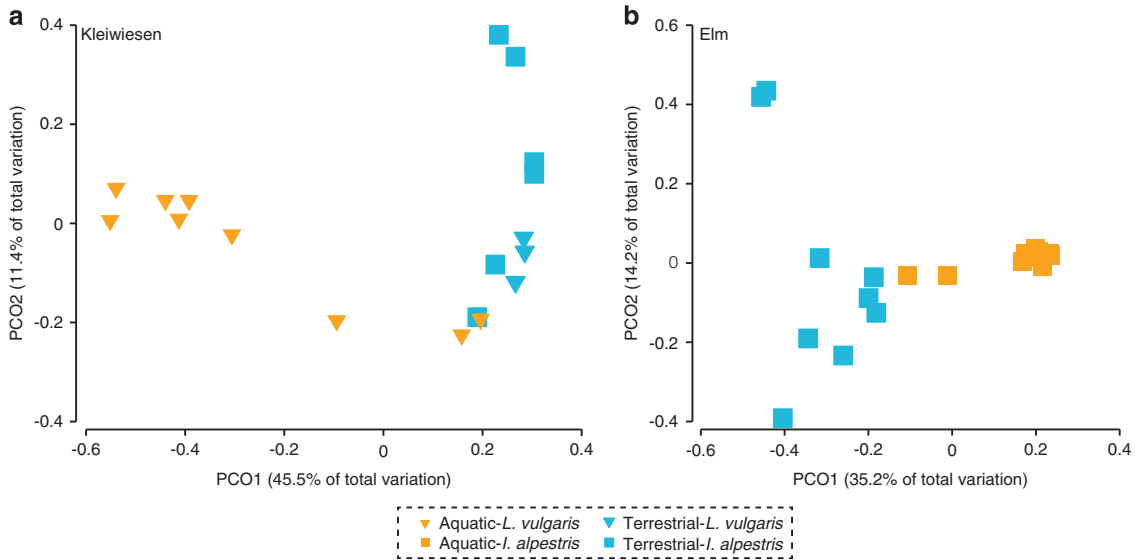 a
Kleiwiesen
0.4
0.2
0
-0.2
-0.4
PCO2 (11.4% of total variation)
-0.6
-0.4
-0.2
0
0.2
0.4
PCO1 (45.5% of total variation)
b
Elm
0.6
0.4
0.2
0
-0.2
-0.4
PCO2 (14.2% of total variation)
-0.6
-0.4
-0.2
0
0.2
0.4
PCO1 (35.2% of total variation)
Aquatic-L. vulgaris
Terrestrial-L. vulgaris
Aquatic-I. alpestris
Terrestrial-I. alpestris